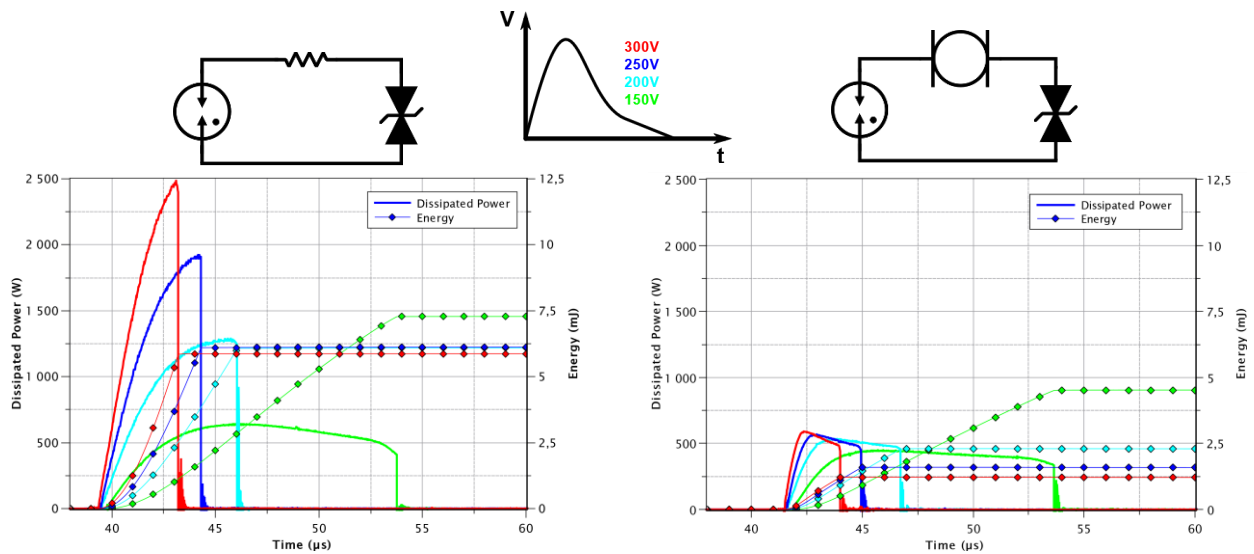 V
300V
250V
200V
150V
t
2 500
2 000
1 500
1 000
500
0
Dissipated Power (W)
12,5
10
7,5
5
2,5
0
Energy (mJ)
Dissipated Power
Energy
40
45
50
55
60
Time (µs)
2 500
2 000
1 500
1 000
500
0
Dissipated Power (W)
12,5
10
7,5
5
2,5
0
Energy (mJ)
Dissipated Power
Energy
40
45
50
55
60
Time (µs)